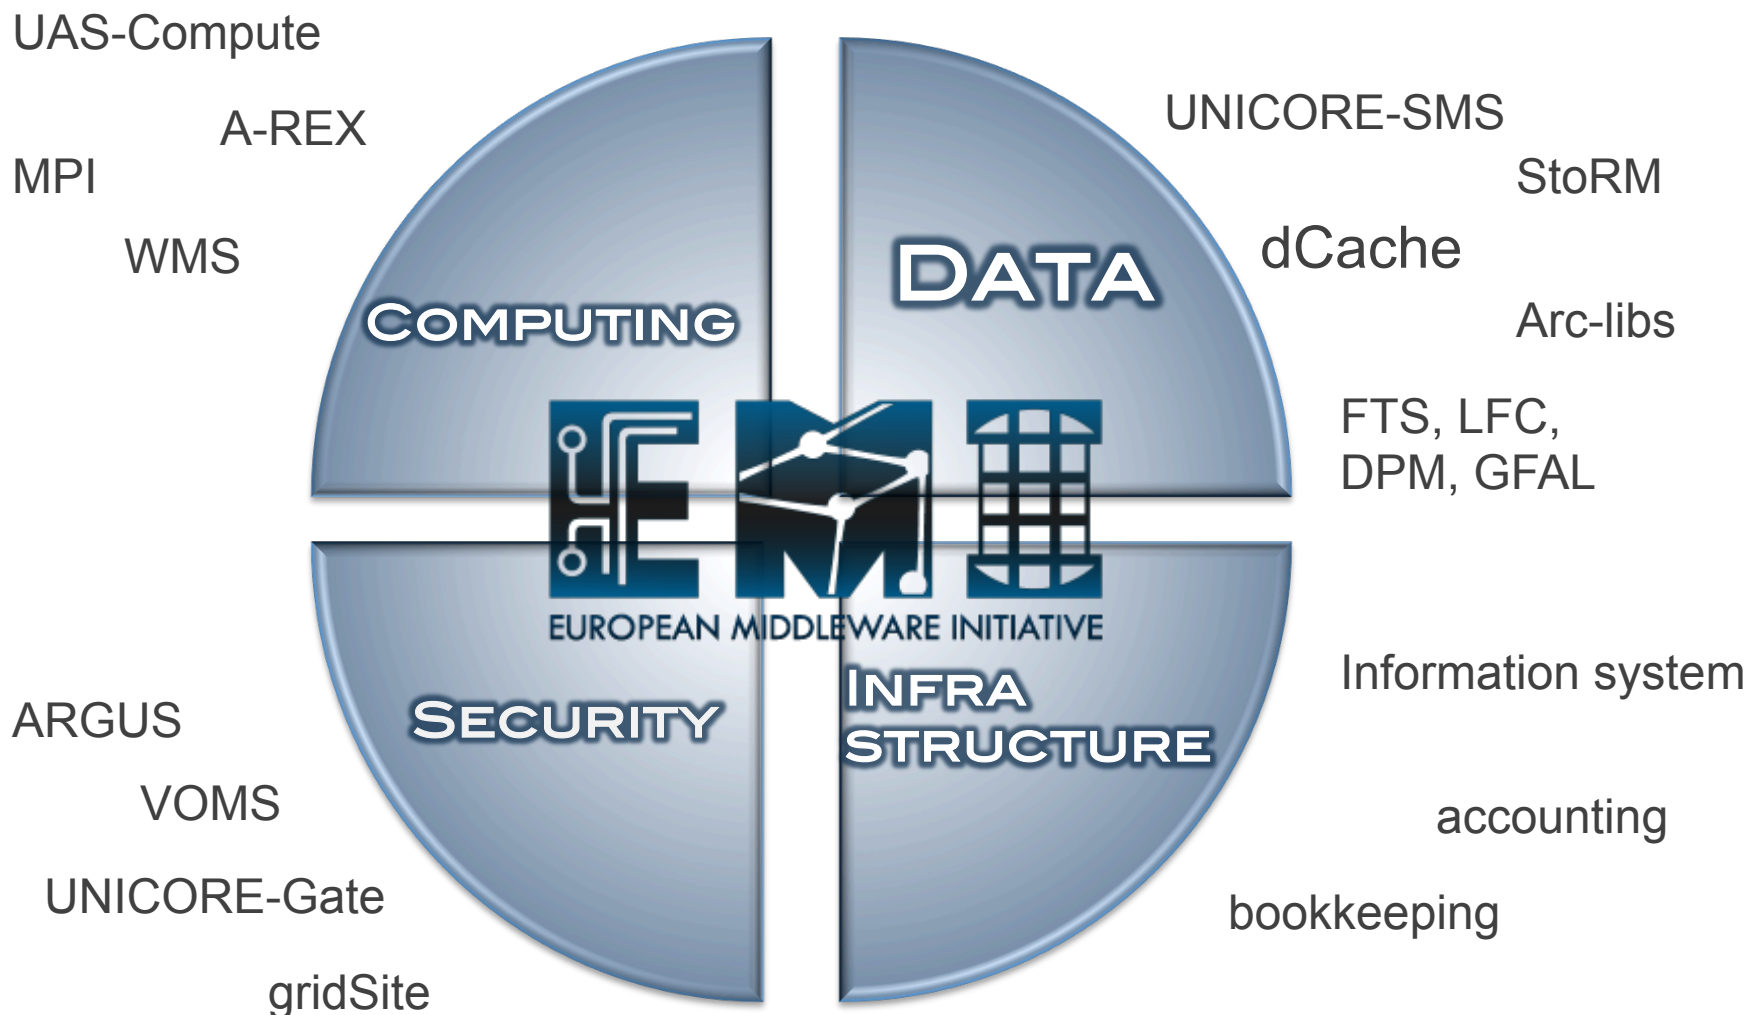 UAS-Compute
A-REX
MPI
WMS
COMPUTING
UNICORE-SMS
StoRM
dCache
DATA
Arc-libs
FTS, LFC,
DPM, GFAL
EMI
EUROPEAN MIDDLEWARE INITIATIVE
SECURITY
ARGUS
VOMS
UNICORE-Gate
gridSite
INFRA
STRUCTURE
Information system
accounting
bookkeeping